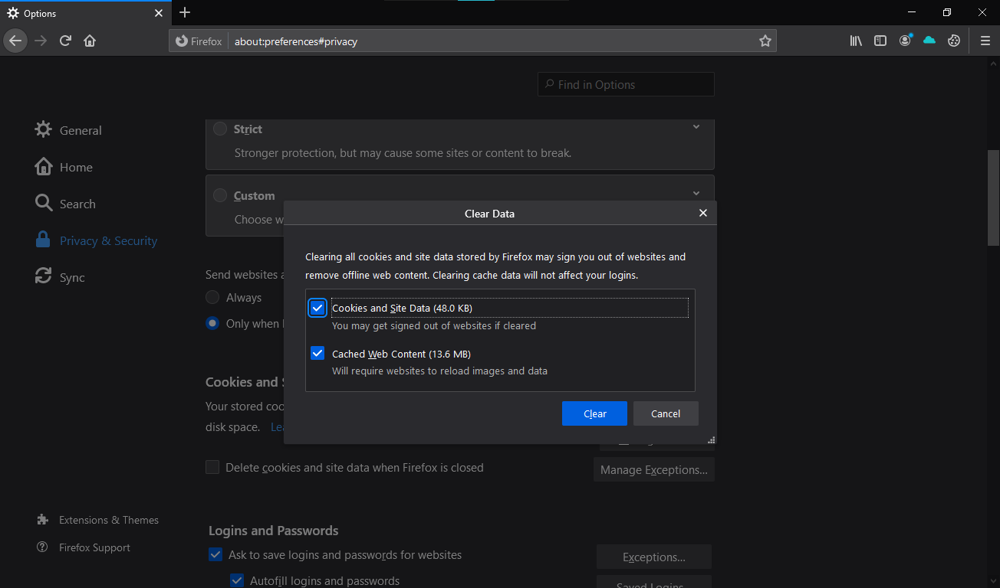 Options
Firefox
about:preferences#privacy
Find in Options
General
Home
Search
Privacy & Security
Sync
Extensions & Themes
Firefox Support
Strict
Stronger protection, but may cause some sites or content to break.
Custom
Choose w
Send websites a
Always
Only when
Cookies and S
Your stored coo
disk space. Lea
Delete cookies and site data when Firefox is closed
Manage Exceptions...
Logins and Passwords
Ask to save logins and passwords for websites
Exceptions...
Autofill logins and passwords
Saved Logins...
Clear Data
Clearing all cookies and site data stored by Firefox may sign you out of websites and
remove offline web content. Clearing cache data will not affect your logins.
Cookies and Site Data (48.0 KB)
You may get signed out of websites if cleared
Cached Web Content (13.6 MB)
Will require websites to reload images and data
Clear
Cancel